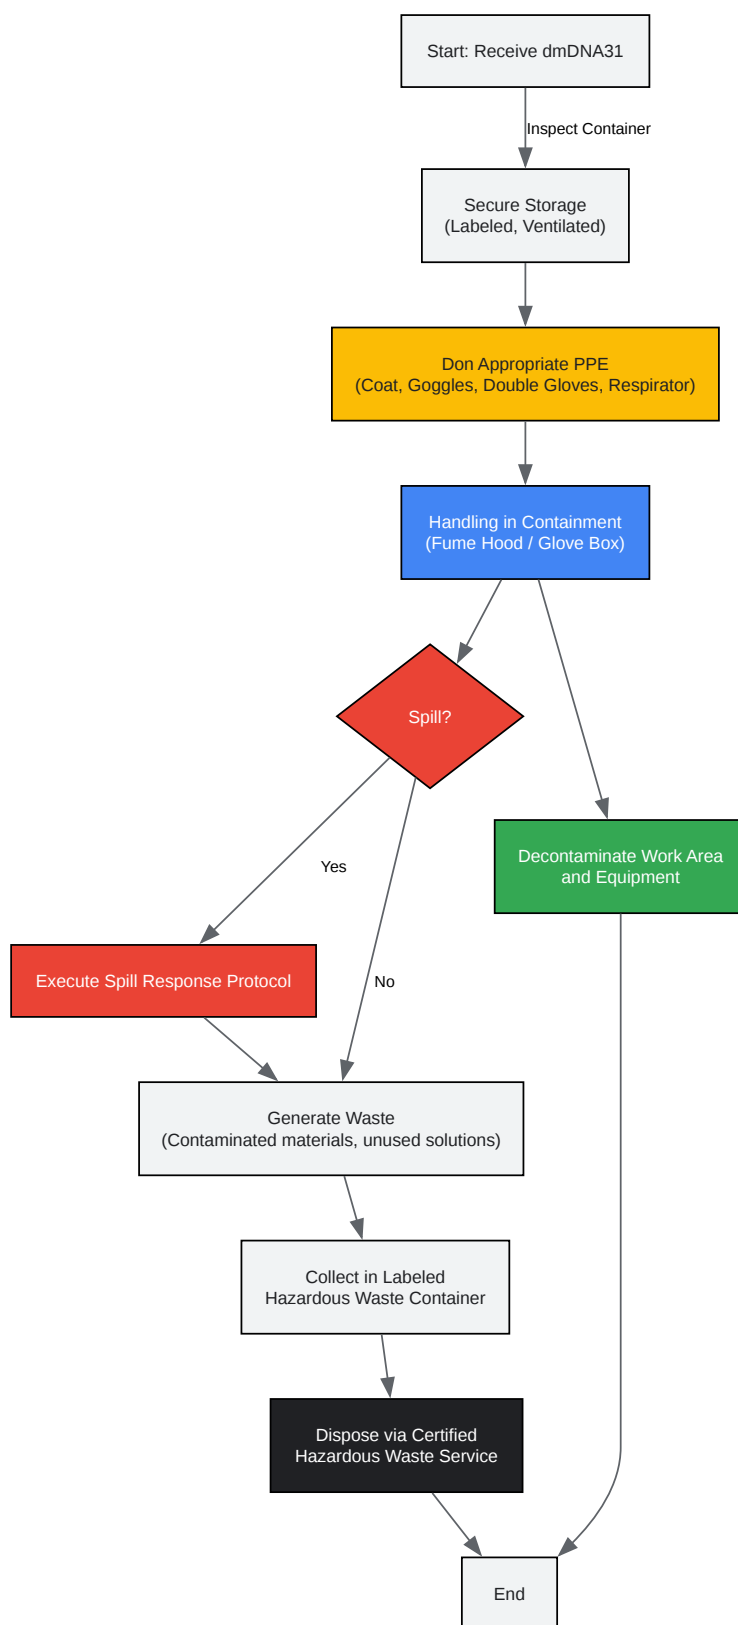 Start: Receive dmDNA31
Inspect Container
Secure Storage
(Labeled, Ventilated)
Don Appropriate PPE
(Coat, Goggles, Double Gloves, Respirator)
Handling in Containment
(Fume Hood / Glove Box)
Spill?
Decontaminate Work Area
and Equipment
Yes
Execute Spill Response Protocol
No
Generate Waste
(Contaminated materials, unused solutions)
Collect in Labeled
Hazardous Waste Container
Dispose via Certified
Hazardous Waste Service
End